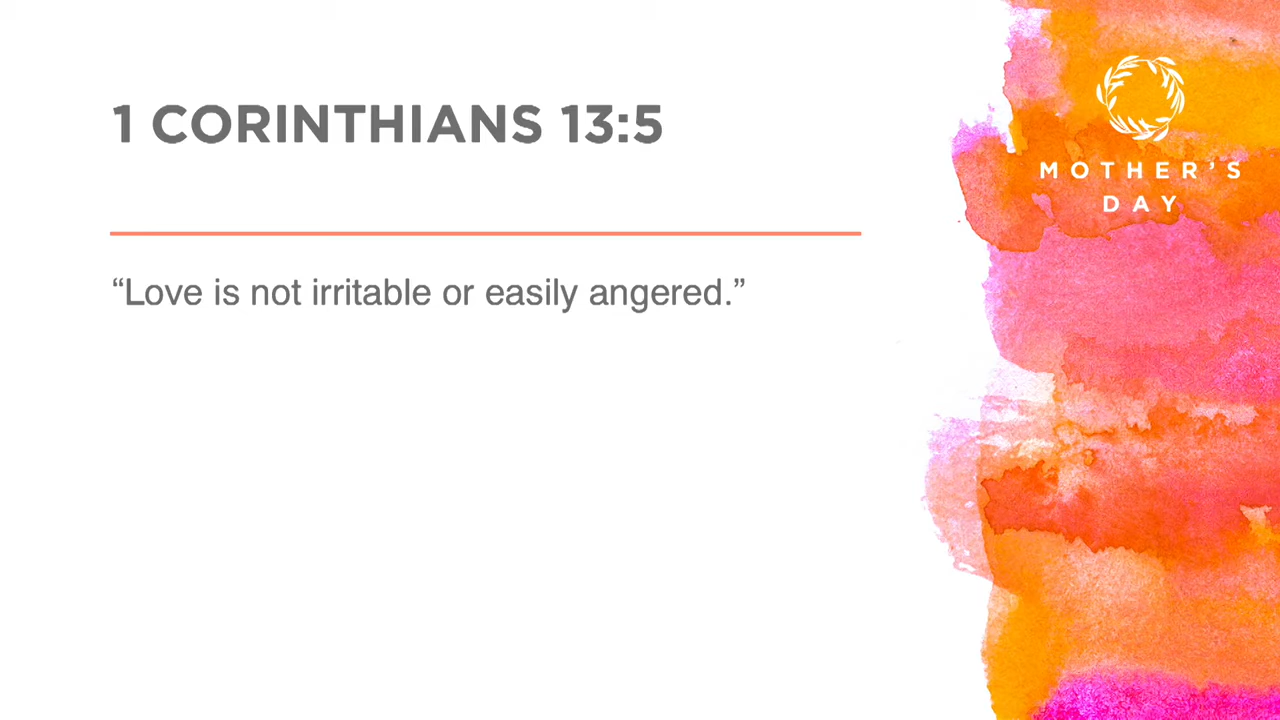 1 CORINTHIANS 13:5
“Love is not irritable or easily angered.”
MOTHER’S
DAY